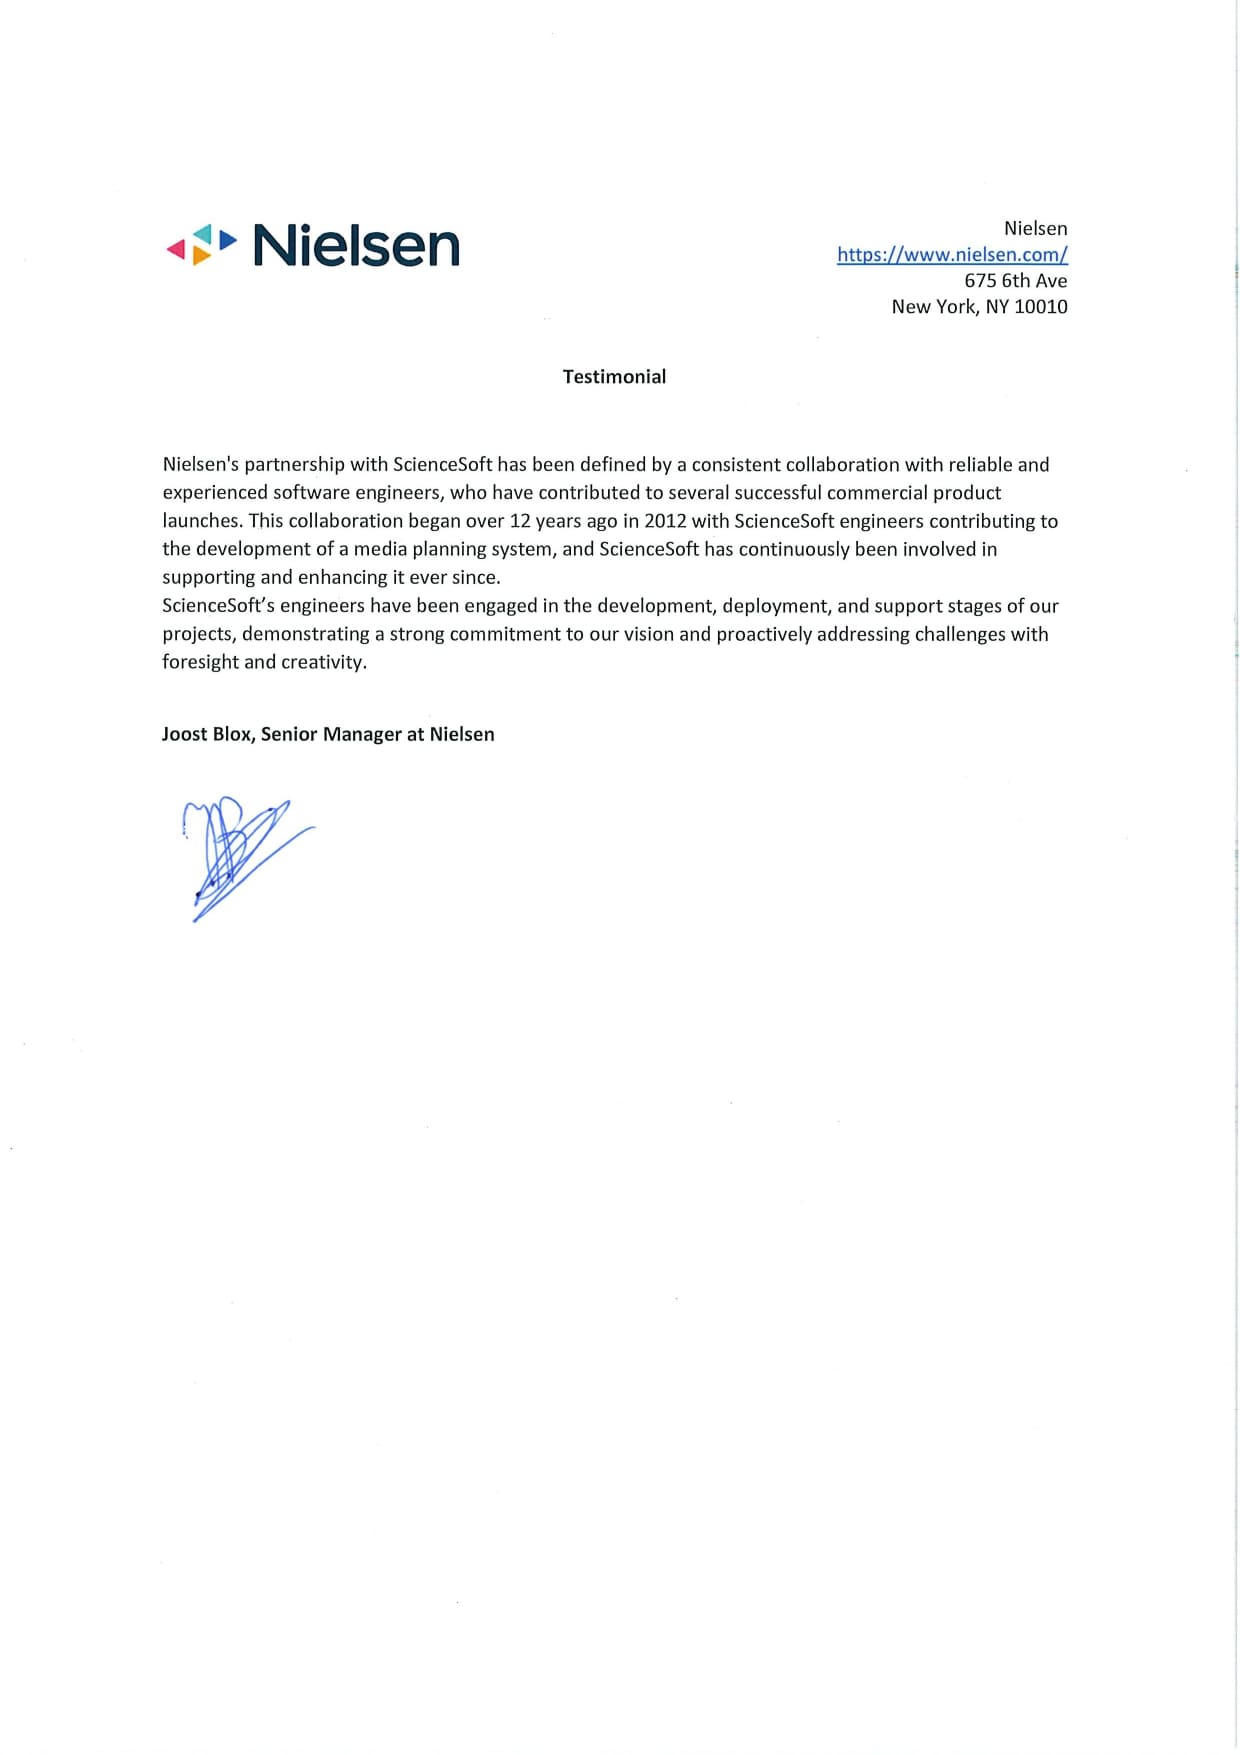 Nielsen
Nielsen
https://www.nielsen.com/
675 6th Ave
New York, NY 10010
Testimonial
Nielsen's partnership with ScienceSoft has been defined by a consistent collaboration with reliable and
experienced software engineers, who have contributed to several successful commercial product
launches. This collaboration began over 12 years ago in 2012 with ScienceSoft engineers contributing to
the development of a media planning system, and ScienceSoft has continuously been involved in
supporting and enhancing it ever since.
ScienceSoft’s engineers have been engaged in the development, deployment, and support stages of our
projects, demonstrating a strong commitment to our vision and proactively addressing challenges with
foresight and creativity.
Joost Blox, Senior Manager at Nielsen